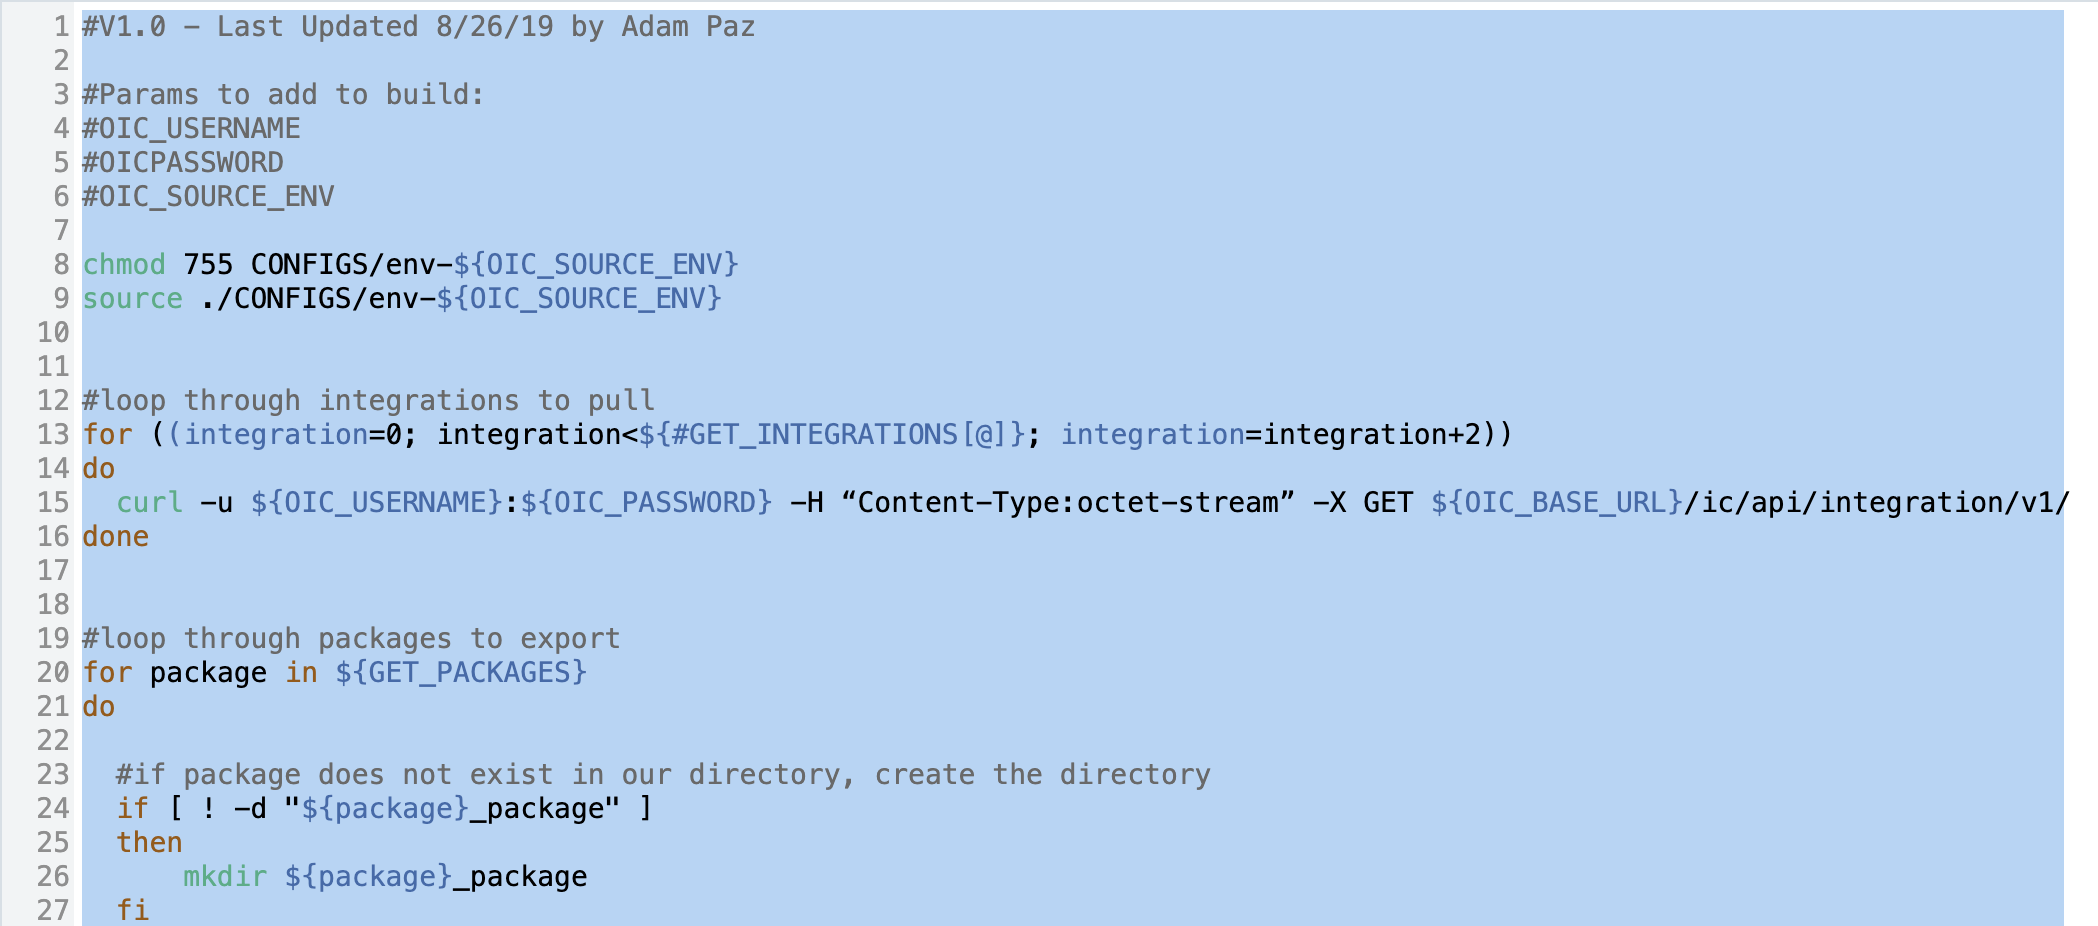 1 #V1.0 – Last Updated 8/26/19 by Adam Paz
2
3 #Params to add to build:
4 #OIC_USERNAME
5 #OICPASSWORD
6 #OIC_SOURCE_ENV
7
8 chmod 755 CONFIGS/env-${OIC_SOURCE_ENV}
9 source ./CONFIGS/env-${OIC_SOURCE_ENV}
10
11
12 #loop through integrations to pull
13 for ((integration=0; integration<${#GET_INTEGRATIONS[@]}; integration=integration+2))
14 do
15   curl -u ${OIC_USERNAME}:${OIC_PASSWORD} -H “Content-Type:octet-stream” -X GET ${OIC_BASE_URL}/ic/api/integration/v1/
16 done
17
18
19 #loop through packages to export
20 for package in ${GET_PACKAGES}
21 do
22
23   #if package does not exist in our directory, create the directory
24   if [ ! -d "${package}_package" ]
25   then
26       mkdir ${package}_package
27   fi